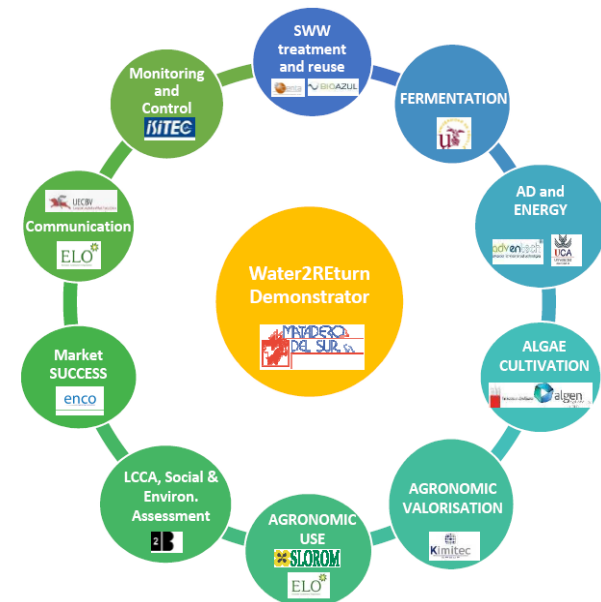 SWW
treatment
and reuse
BIOAZUL
FERMENTATION
AD and
ENERGY
adventech
UCA
ALGAE
CULTIVATION
algen
AGRONOMIC
VALORISATION
Kimitec
AGRONOMIC
USE
SLOROM
ELO
LCCA, Social &
Environ.
Assessment
2B
Market
SUCCESS
enco
UECBV
Communication
ELO
Monitoring
and
Control
iSiTEC
Water2REturn
Demonstrator
MATADERO
DEL SUR, S.A.